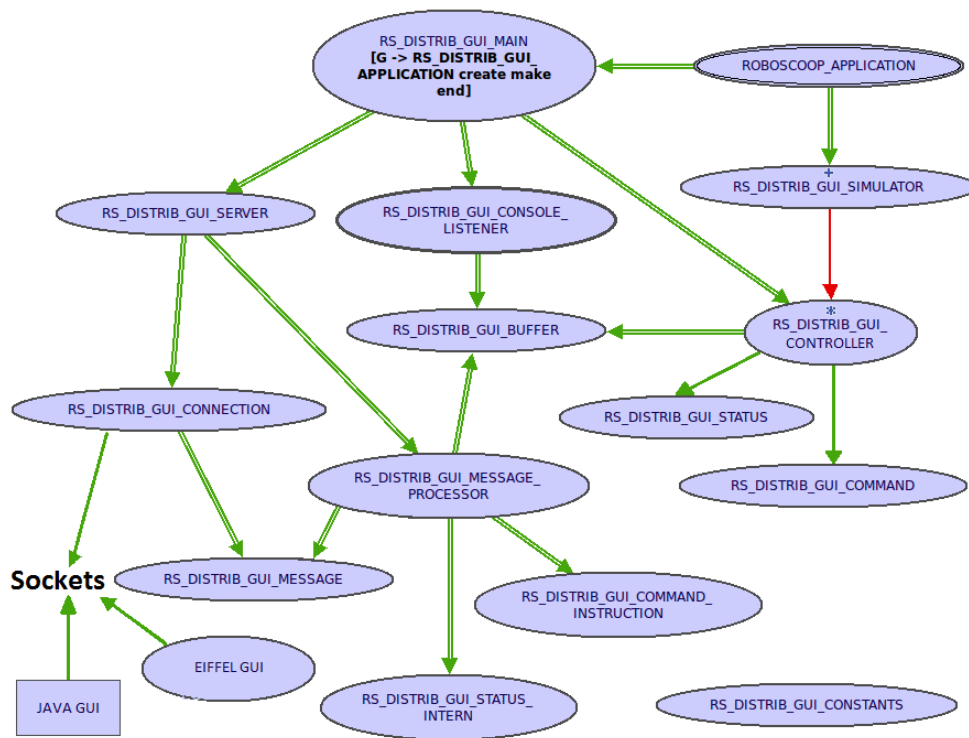 RS_DISTRIB_GUI_MAIN
[G -> RS_DISTRIB_GUI_
APPLICATION create make
end]
ROBOSCOOP_APPLICATION
+
RS_DISTRIB_GUI_SIMULATOR
RS_DISTRIB_GUI_SERVER
RS_DISTRIB_GUI_CONSOLE_
LISTENER
RS_DISTRIB_GUI_BUFFER
*
RS_DISTRIB_GUI_
CONTROLLER
RS_DISTRIB_GUI_CONNECTION
RS_DISTRIB_GUI_STATUS
RS_DISTRIB_GUI_MESSAGE_
PROCESSOR
RS_DISTRIB_GUI_COMMAND
Sockets
RS_DISTRIB_GUI_MESSAGE
RS_DISTRIB_GUI_COMMAND_
INSTRUCTION
EIFFEL GUI
JAVA GUI
RS_DISTRIB_GUI_STATUS_
INTERN
RS_DISTRIB_GUI_CONSTANTS